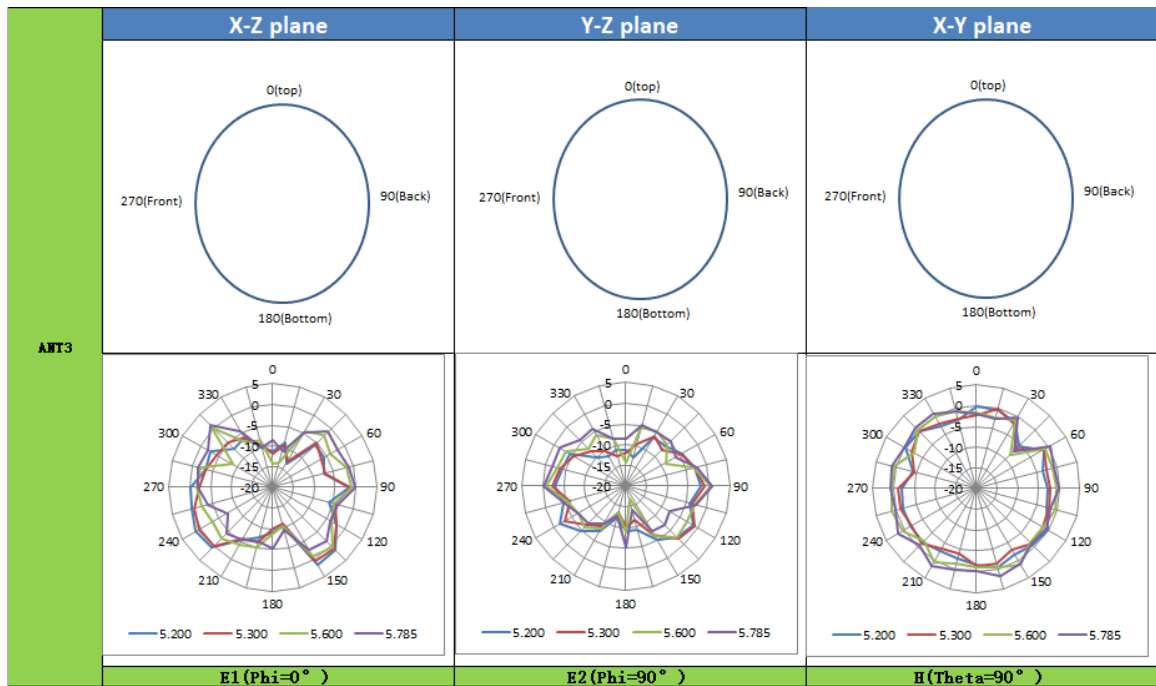 X-Z plane
Y-Z plane
X-Y plane
ANT3
0(top)
270(Front)
90(Back)
180(Bottom)
0(top)
270(Front)
90(Back)
180(Bottom)
0(top)
270(Front)
90(Back)
180(Bottom)
0
30
60
90
120
150
180
210
240
270
300
330
5
0
-5
-10
-15
-20
5.200 5.300 5.600 5.785
0
30
60
90
120
150
180
210
240
270
300
330
5
0
-5
-10
-15
-20
5.200 5.300 5.600 5.785
0
30
60
90
120
150
180
210
240
270
300
330
5
0
-5
-10
-15
-20
5.200 5.300 5.600 5.785
E1(Phi=0° )
E2(Phi=90° )
H(Theta=90° )